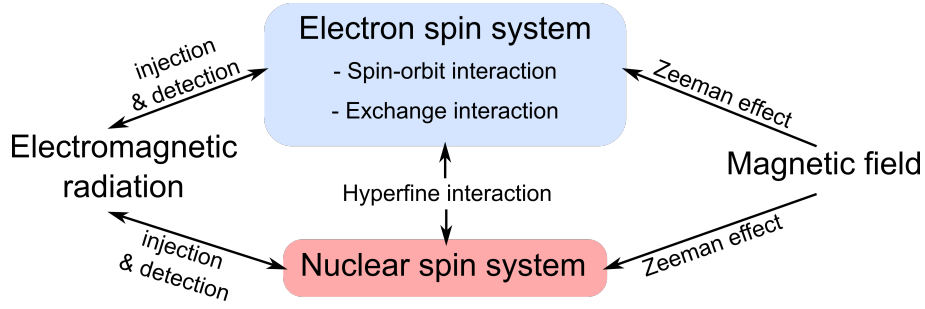 Electron spin system
- Spin-orbit interaction
- Exchange interaction
injection
& detection
Zeeman effect
Electromagnetic
radiation
Magnetic field
Hyperfine interaction
injection
& detection
Zeeman effect
Nuclear spin system